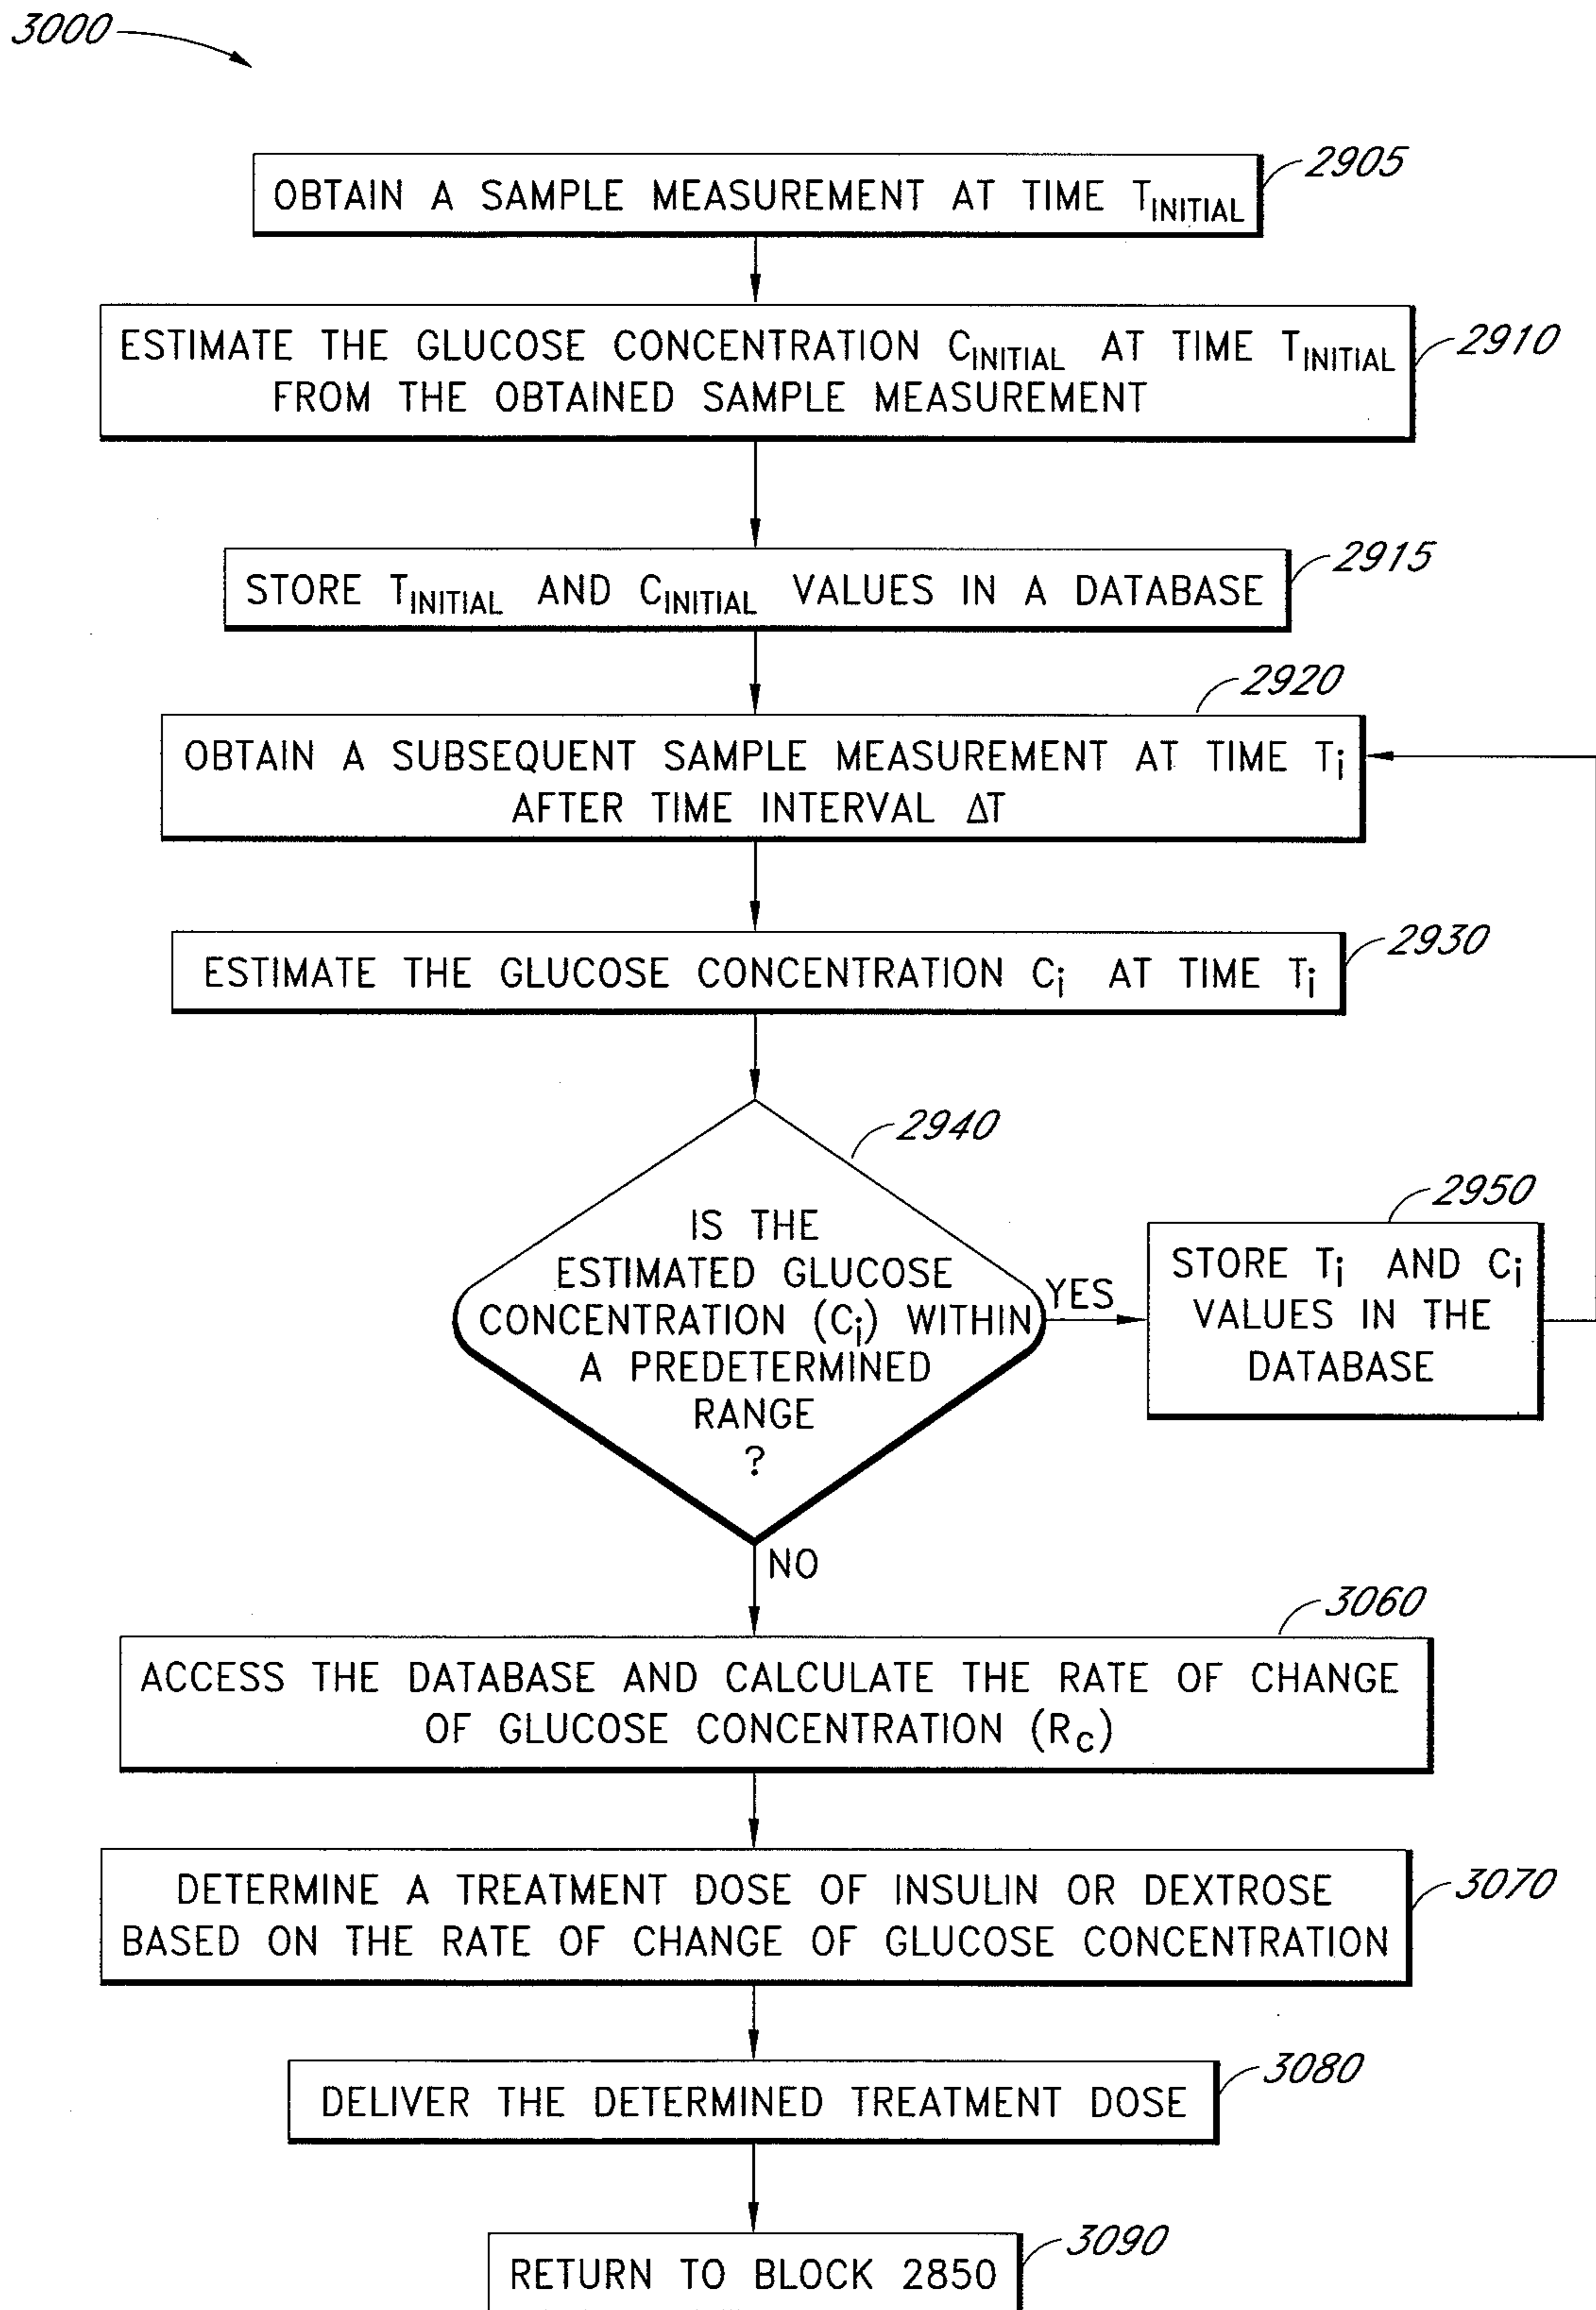 3000
2905
OBTAIN A SAMPLE MEASUREMENT AT TIME TINITIAL
2910
ESTIMATE THE GLUCOSE CONCENTRATION CINITIAL AT TIME TINITIAL
FROM THE OBTAINED SAMPLE MEASUREMENT
2915
STORE TINITIAL AND CINITIAL VALUES IN A DATABASE
2920
OBTAIN A SUBSEQUENT SAMPLE MEASUREMENT AT TIME Ti
AFTER TIME INTERVAL ΔT
2930
ESTIMATE THE GLUCOSE CONCENTRATION Ci AT TIME Ti
2940
IS THE
ESTIMATED GLUCOSE
CONCENTRATION (Ci) WITHIN
A PREDETERMINED
RANGE
?
YES
2950
STORE Ti AND Ci
VALUES IN THE
DATABASE
NO
3060
ACCESS THE DATABASE AND CALCULATE THE RATE OF CHANGE
OF GLUCOSE CONCENTRATION (Rc)
3070
DETERMINE A TREATMENT DOSE OF INSULIN OR DEXTROSE
BASED ON THE RATE OF CHANGE OF GLUCOSE CONCENTRATION
3080
DELIVER THE DETERMINED TREATMENT DOSE
3090
RETURN TO BLOCK 2850